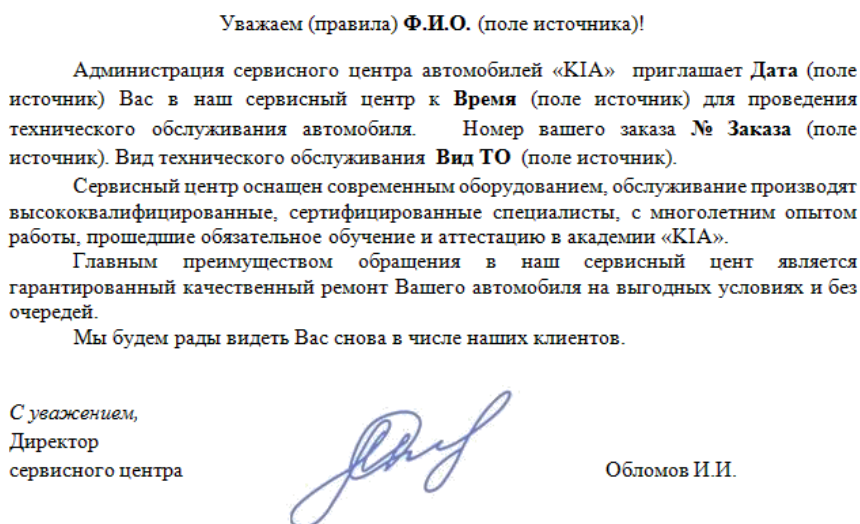 Уважаем (правила) Ф.И.О. (поле источника)!
Администрация сервисного центра автомобилей «KIA» приглашает Дата (поле
источник) Вас в наш сервисный центр к Время (поле источник) для проведения
технического обслуживания автомобиля. Номер вашего заказа № Заказа (поле
источник). Вид технического обслуживания Вид ТО (поле источник).
Сервисный центр оснащен современным оборудованием, обслуживание производят
высококвалифицированные, сертифицированные специалисты, с многолетним опытом
работы, прошедшие обязательное обучение и аттестацию в академии «KIA».
Главным преимуществом обращения в наш сервисный цент является
гарантированный качественный ремонт Вашего автомобиля на выгодных условиях и без
очередей.
Мы будем рады видеть Вас снова в числе наших клиентов.
С уважением,
Директор
сервисного центра Обломов И.И.